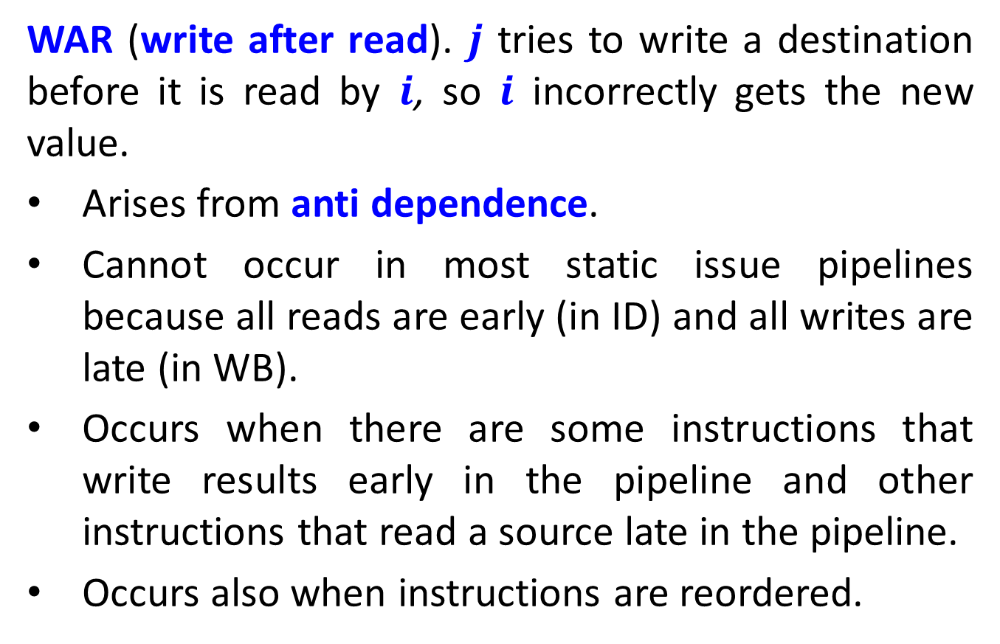 WAR (write after read). j tries to write a destination
before it is read by i, so i incorrectly gets the new
value.
• Arises from anti dependence.
• Cannot occur in most static issue pipelines
because all reads are early (in ID) and all writes are
late (in WB).
• Occurs when there are some instructions that
write results early in the pipeline and other
instructions that read a source late in the pipeline.
• Occurs also when instructions are reordered.